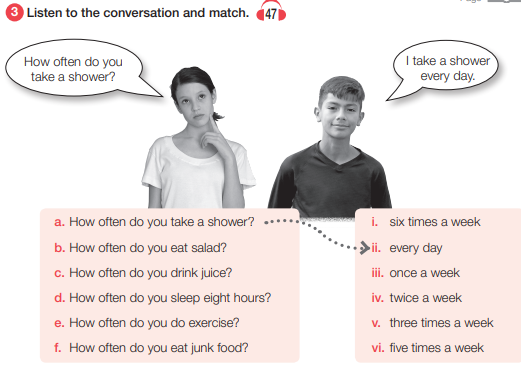 3 Listen to the conversation and match. 47
How often do you
take a shower?
I take a shower
every day.
a. How often do you take a shower?
b. How often do you eat salad?
c. How often do you drink juice?
d. How often do you sleep eight hours?
e. How often do you do exercise?
f. How often do you eat junk food?
i. six times a week
ii. every day
iii. once a week
iv. twice a week
v. three times a week
vi. five times a week